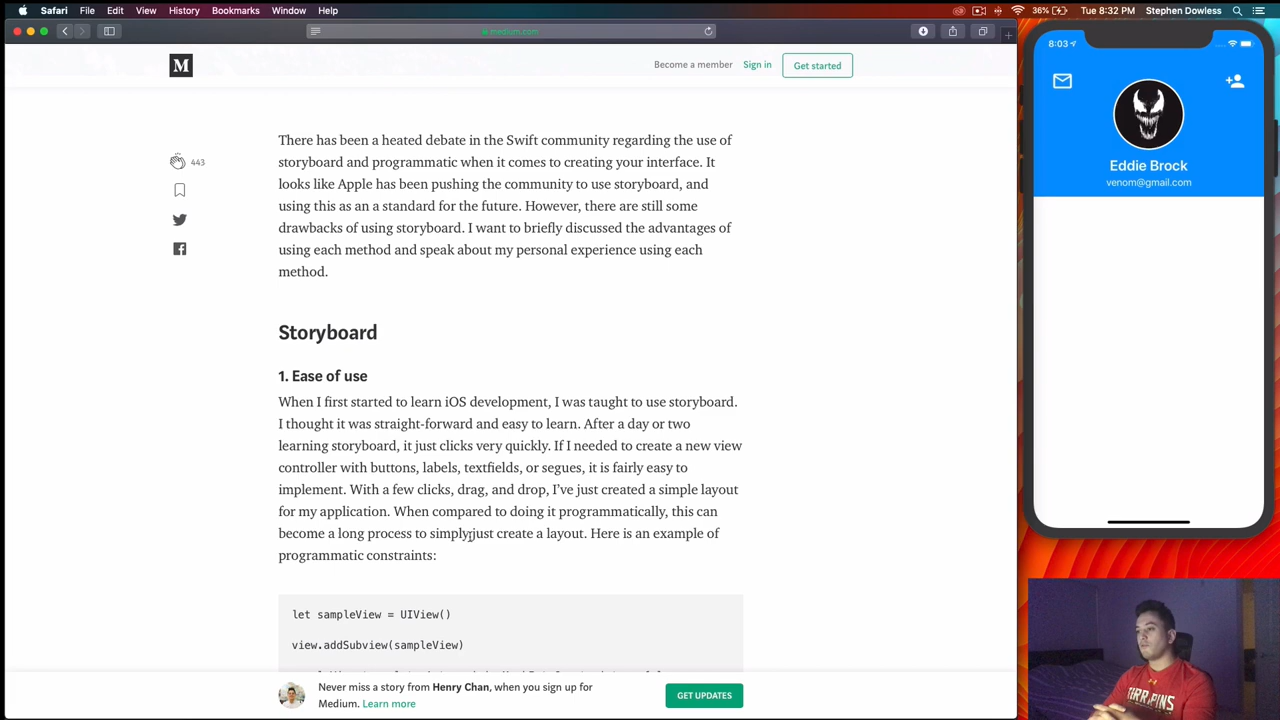 Safari File Edit View History Bookmarks Window Help
36% Tue 8:32 PM Stephen Dowless
medium.com
M
Become a member Sign in Get started
There has been a heated debate in the Swift community regarding the use of
storyboard and programmatic when it comes to creating your interface. It
looks like Apple has been pushing the community to use storyboard, and
using this as an a standard for the future. However, there are still some
drawbacks of using storyboard. I want to briefly discussed the advantages of
using each method and speak about my personal experience using each
method.
443
Storyboard
1. Ease of use
When I first started to learn iOS development, I was taught to use storyboard.
I thought it was straight-forward and easy to learn. After a day or two
learning storyboard, it just clicks very quickly. If I needed to create a new view
controller with buttons, labels, textfields, or segues, it is fairly easy to
implement. With a few clicks, drag, and drop, I've just created a simple layout
for my application. When compared to doing it programmatically, this can
become a long process to simply just create a layout. Here is an example of
programmatic constraints:
let sampleView = UIView()
view.addSubview(sampleView)
Never miss a story from Henry Chan, when you sign up for
Medium. Learn more
GET UPDATES
8:03
Eddie Brock
venom@gmail.com
TERRAPINS